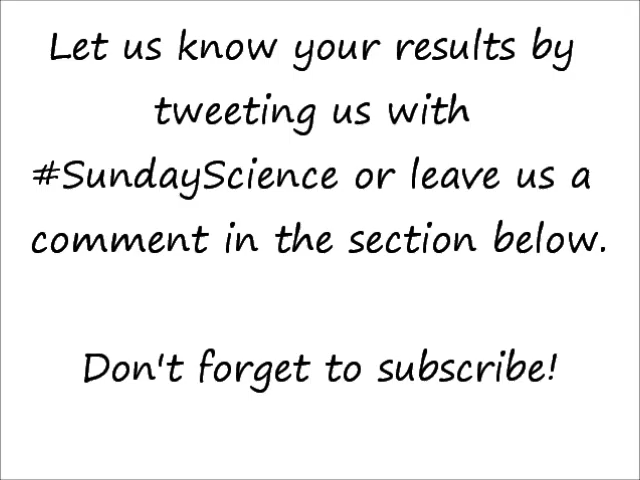 Let us know your results by
tweeting us with
#SundayScience or leave us a
comment in the section below.
Don't forget to subscribe!